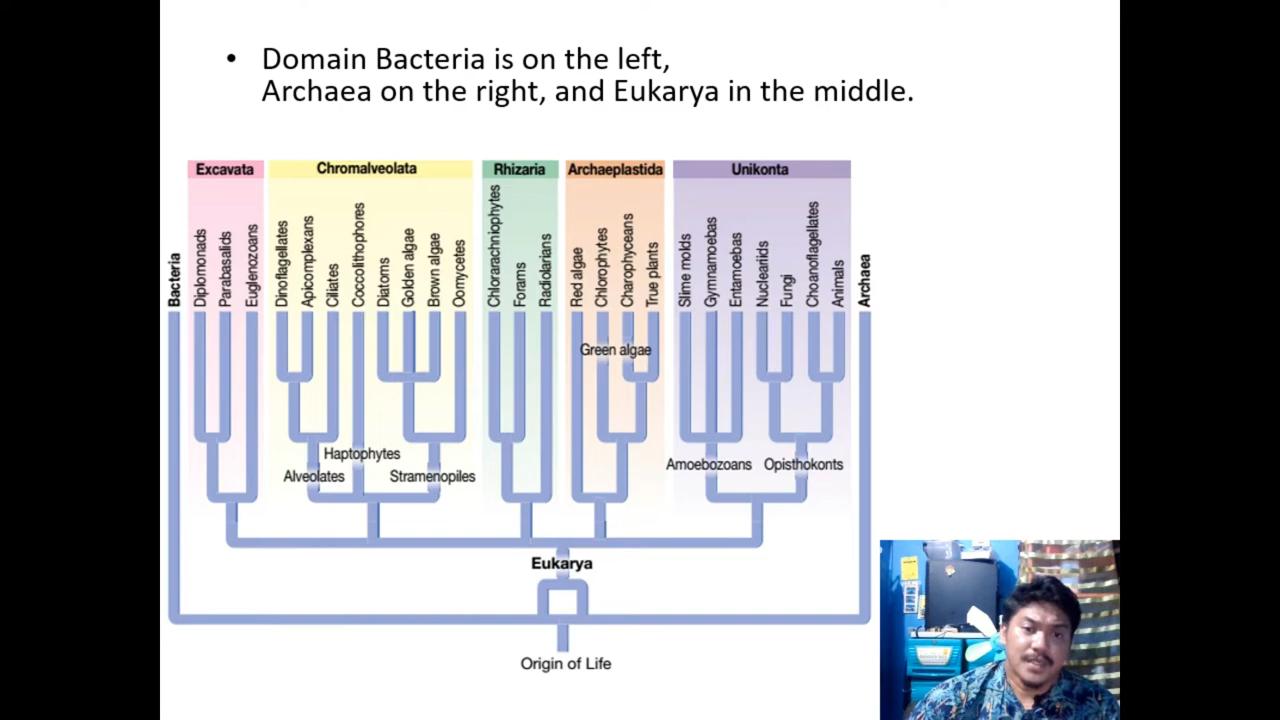 • Domain Bacteria is on the left,
Archaea on the right, and Eukarya in the middle.
Excavata
Chromalveolata
Rhizaria
Archaeplastida
Unikonta
Bacteria
Diplomonads
Parabasalids
Euglenozoans
Dinoflagellates
Apicomplexans
Ciliates
Coccolithophores
Diatoms
Golden algae
Brown algae
Oomycetes
Chlorarachniophytes
Forams
Radiolarians
Red algae
Chlorophytes
Charophyceans
True plants
Slime molds
Gymnamoebas
Entamoebas
Nucleariids
Fungi
Choanoflagellates
Animals
Archaea
Green algae
Haptophytes
Alveolates
Stramenopiles
Amoebozoans
Opisthokonts
Eukarya
Origin of Life